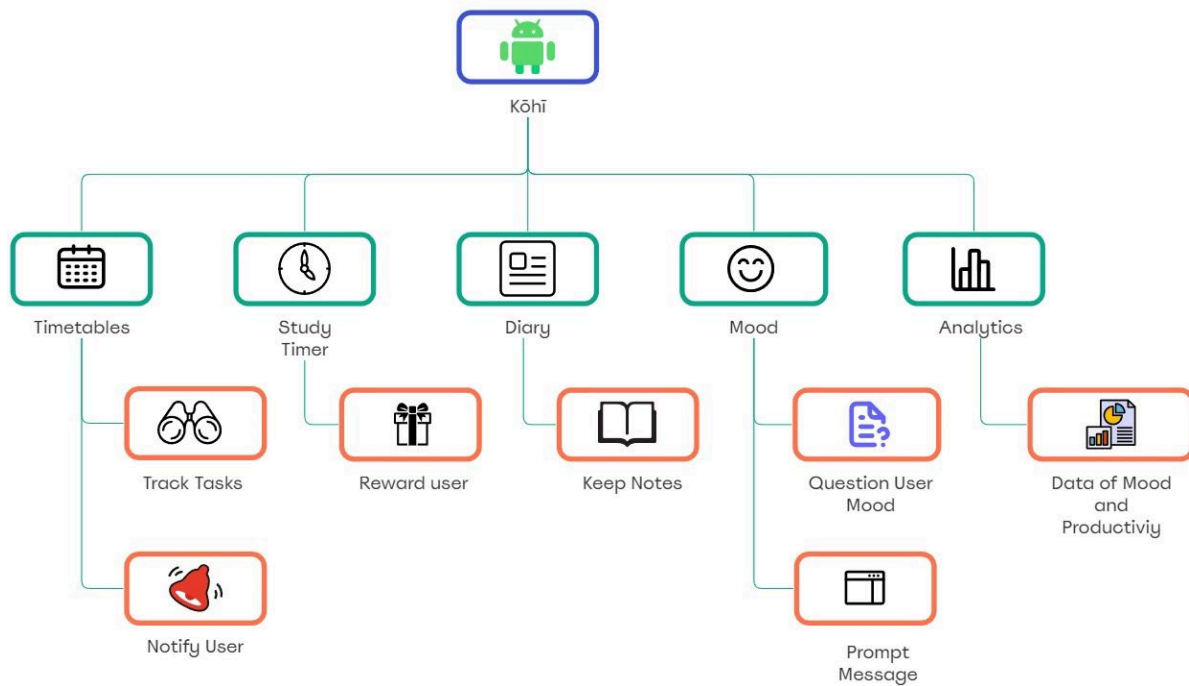 Kōhī
Timetables
Study
Timer
Diary
Mood
Analytics
Track Tasks
Reward user
Keep Notes
Question User
Mood
Data of Mood
and
Productiviy
Notify User
Prompt
Message